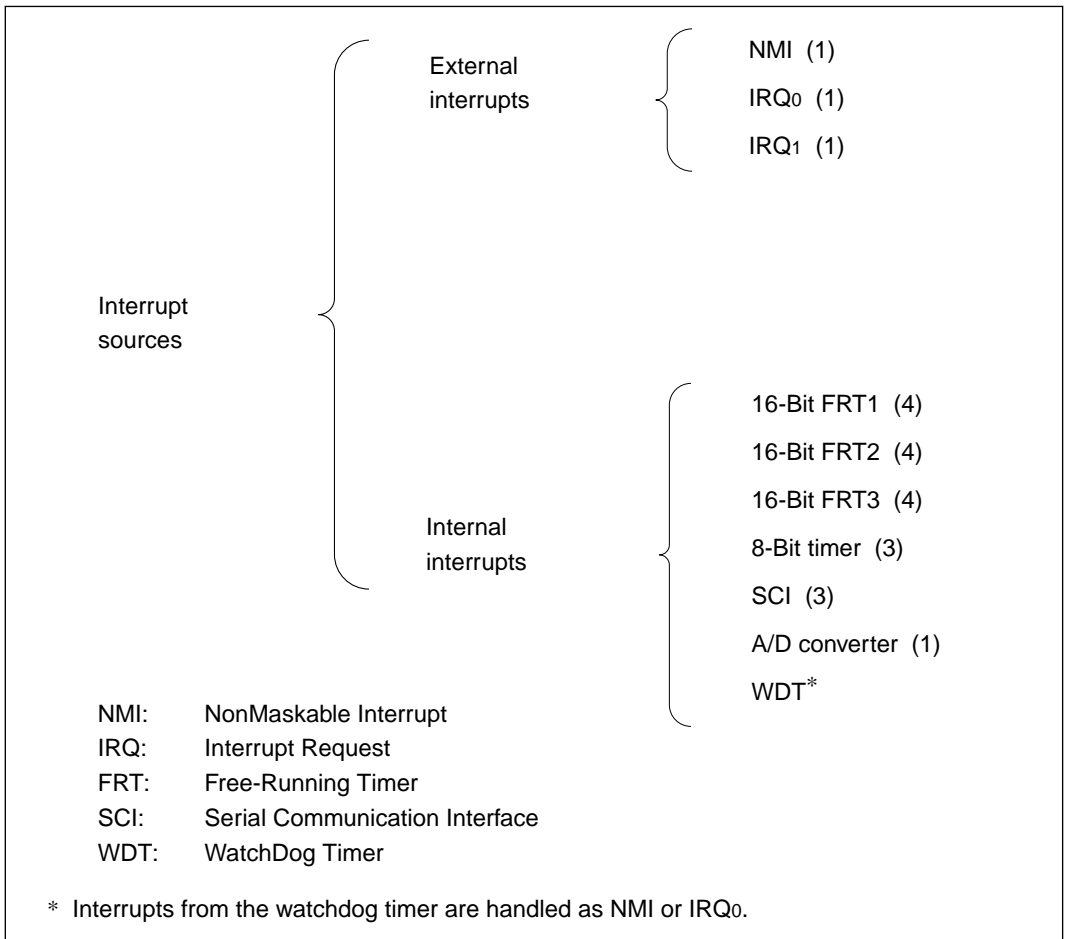 External
interrupts
NMI (1)
IRQ0 (1)
IRQ1 (1)
Interrupt
sources
Internal
interrupts
16-Bit FRT1 (4)
16-Bit FRT2 (4)
16-Bit FRT3 (4)
8-Bit timer (3)
SCI (3)
A/D converter (1)
WDT*
NMI: NonMaskable Interrupt
IRQ: Interrupt Request
FRT: Free-Running Timer
SCI: Serial Communication Interface
WDT: WatchDog Timer
* Interrupts from the watchdog timer are handled as NMI or IRQ0.